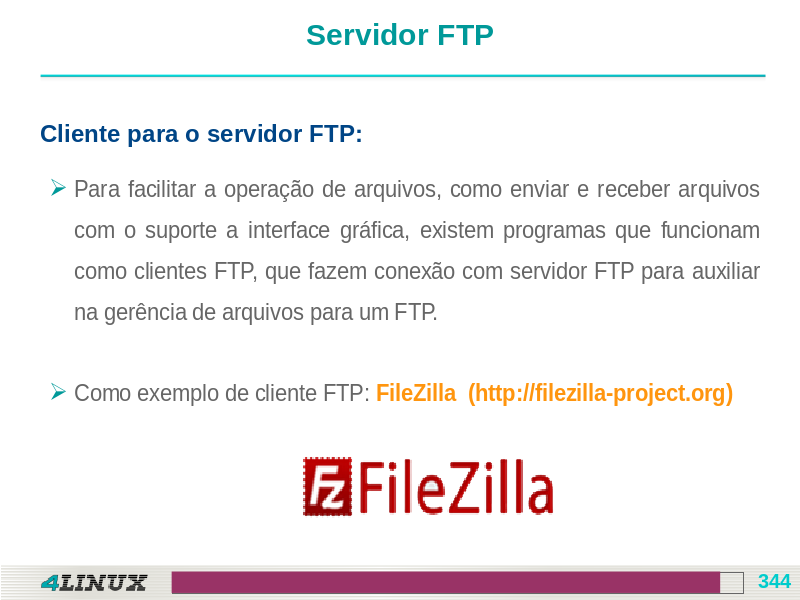 Servidor FTP
Cliente para o servidor FTP:
Para facilitar a operação de arquivos, como enviar e receber arquivos
com o suporte a interface gráfica, existem programas que funcionam
como clientes FTP, que fazem conexão com servidor FTP para auxiliar
na gerência de arquivos para um FTP.
Como exemplo de cliente FTP: FileZilla (http://filezilla-project.org)
Fz FileZilla
4LINUX
344